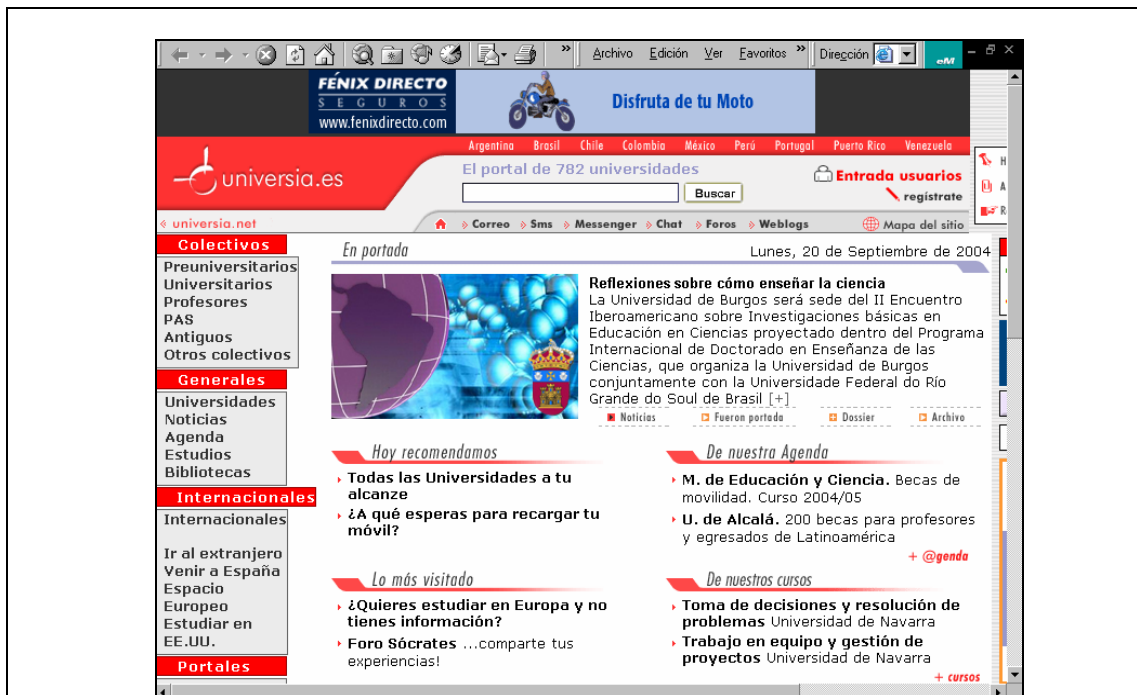 Archivo Edición Ver Favoritos » Dirección
eM
FÉNIX DIRECTO
SEGUROS
www.fenixdirecto.com
Disfruta de tu Moto
Argentina Brasil Chile Colombia México Perú Portugal Puerto Rico Venezuela
universia.es
El portal de 782 universidades
Buscar
Entrada usuarios
regístrate
universia.net
Correo Sms Messenger Chat Foros Weblogs
Mapa del sitio
Colectivos
Preuniversitarios
Universitarios
Profesores
PAS
Antiguos
Otros colectivos
Generales
Universidades
Noticias
Agenda
Estudios
Bibliotecas
Internacionales
Internacionales
Ir al extranjero
Venir a España
Espacio
Europeo
Estudiar en
EE.UU.
Portales
En portada
Lunes, 20 de Septiembre de 2004
Reflexiones sobre cómo enseñar la ciencia
La Universidad de Burgos será sede del II Encuentro
Iberoamericano sobre Investigaciones básicas en
Educación en Ciencias proyectado dentro del Programa
Internacional de Doctorado en Enseñanza de las
Ciencias, que organiza la Universidad de Burgos
conjuntamente con la Universidade Federal do Río
Grande do Soul de Brasil [+]
Noticias Fueron portada Dossier Archivo
Hoy recomendamos
Todas las Universidades a tu
alcance
¿A qué esperas para recargar tu
móvil?
De nuestra Agenda
M. de Educación y Ciencia. Becas de
movilidad. Curso 2004/05
U. de Alcalá. 200 becas para profesores
y egresados de Latinoamérica
+ @genda
Lo más visitado
¿Quieres estudiar en Europa y no
tienes información?
Foro Sócrates ...comparte tus
experiencias!
De nuestros cursos
Toma de decisiones y resolución de
problemas Universidad de Navarra
Trabajo en equipo y gestión de
proyectos Universidad de Navarra
+ cursos